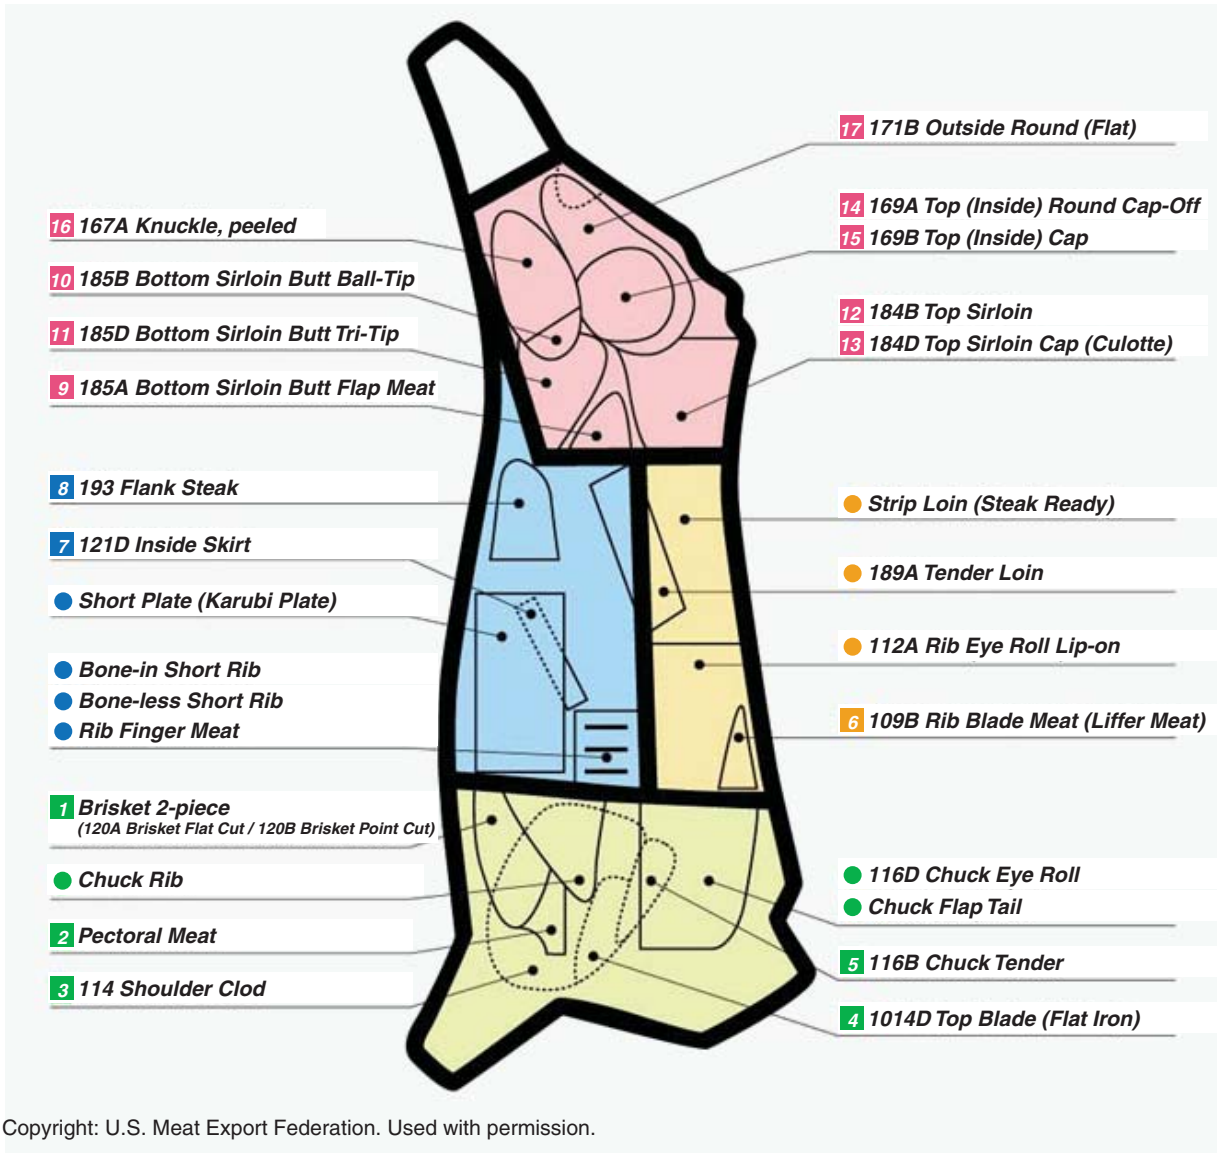 16 167A Knuckle, peeled
10 185B Bottom Sirloin Butt Ball-Tip
11 185D Bottom Sirloin Butt Tri-Tip
9 185A Bottom Sirloin Butt Flap Meat
8 193 Flank Steak
7 121D Inside Skirt
Short Plate (Karubi Plate)
Bone-in Short Rib
Bone-less Short Rib
Rib Finger Meat
1 Brisket 2-piece
(120A Brisket Flat Cut / 120B Brisket Point Cut)
Chuck Rib
2 Pectoral Meat
3 114 Shoulder Clod
17 171B Outside Round (Flat)
14 169A Top (Inside) Round Cap-Off
15 169B Top (Inside) Cap
12 184B Top Sirloin
13 184D Top Sirloin Cap (Culotte)
Strip Loin (Steak Ready)
189A Tender Loin
112A Rib Eye Roll Lip-on
6 109B Rib Blade Meat (Liffer Meat)
116D Chuck Eye Roll
Chuck Flap Tail
5 116B Chuck Tender
4 1014D Top Blade (Flat Iron)
Copyright: U.S. Meat Export Federation. Used with permission.